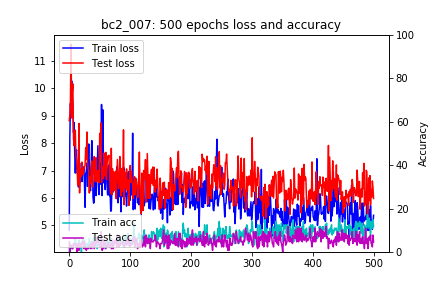 bc2_007: 500 epochs loss and accuracy
Train loss
Test loss
Train acc
Test acc
Loss
Accuracy
11
10
9
8
7
6
5
100
80
60
40
20
0
0
100
200
300
400
500